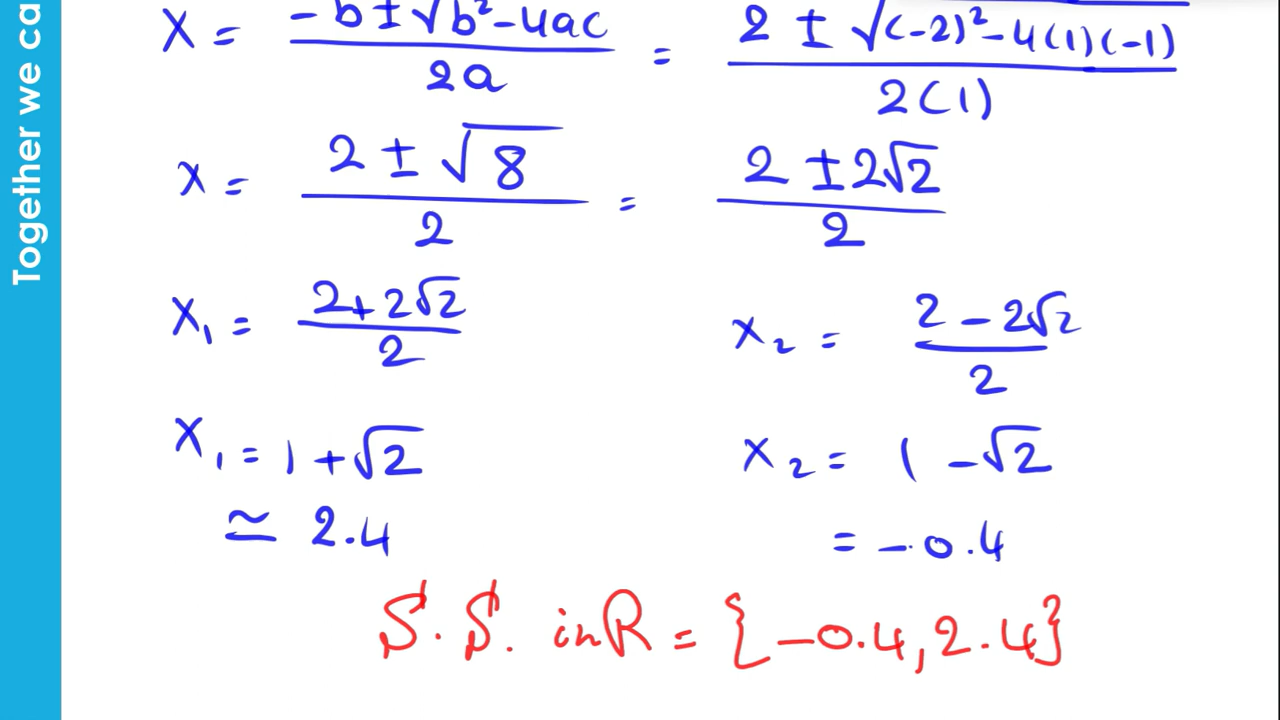 Together we ca
x = (-b ± √b² - 4ac) / 2a = (2 ± √(-2)² - 4(1)(-1)) / 2(1)
x = (2 ± √8) / 2 = (2 ± 2√2) / 2
x₁ = (2 + 2√2) / 2
x₂ = (2 - 2√2) / 2
x₁ = 1 + √2
x₂ = 1 - √2
≃ 2.4
= -0.4
S.S. in R = {-0.4, 2.4}